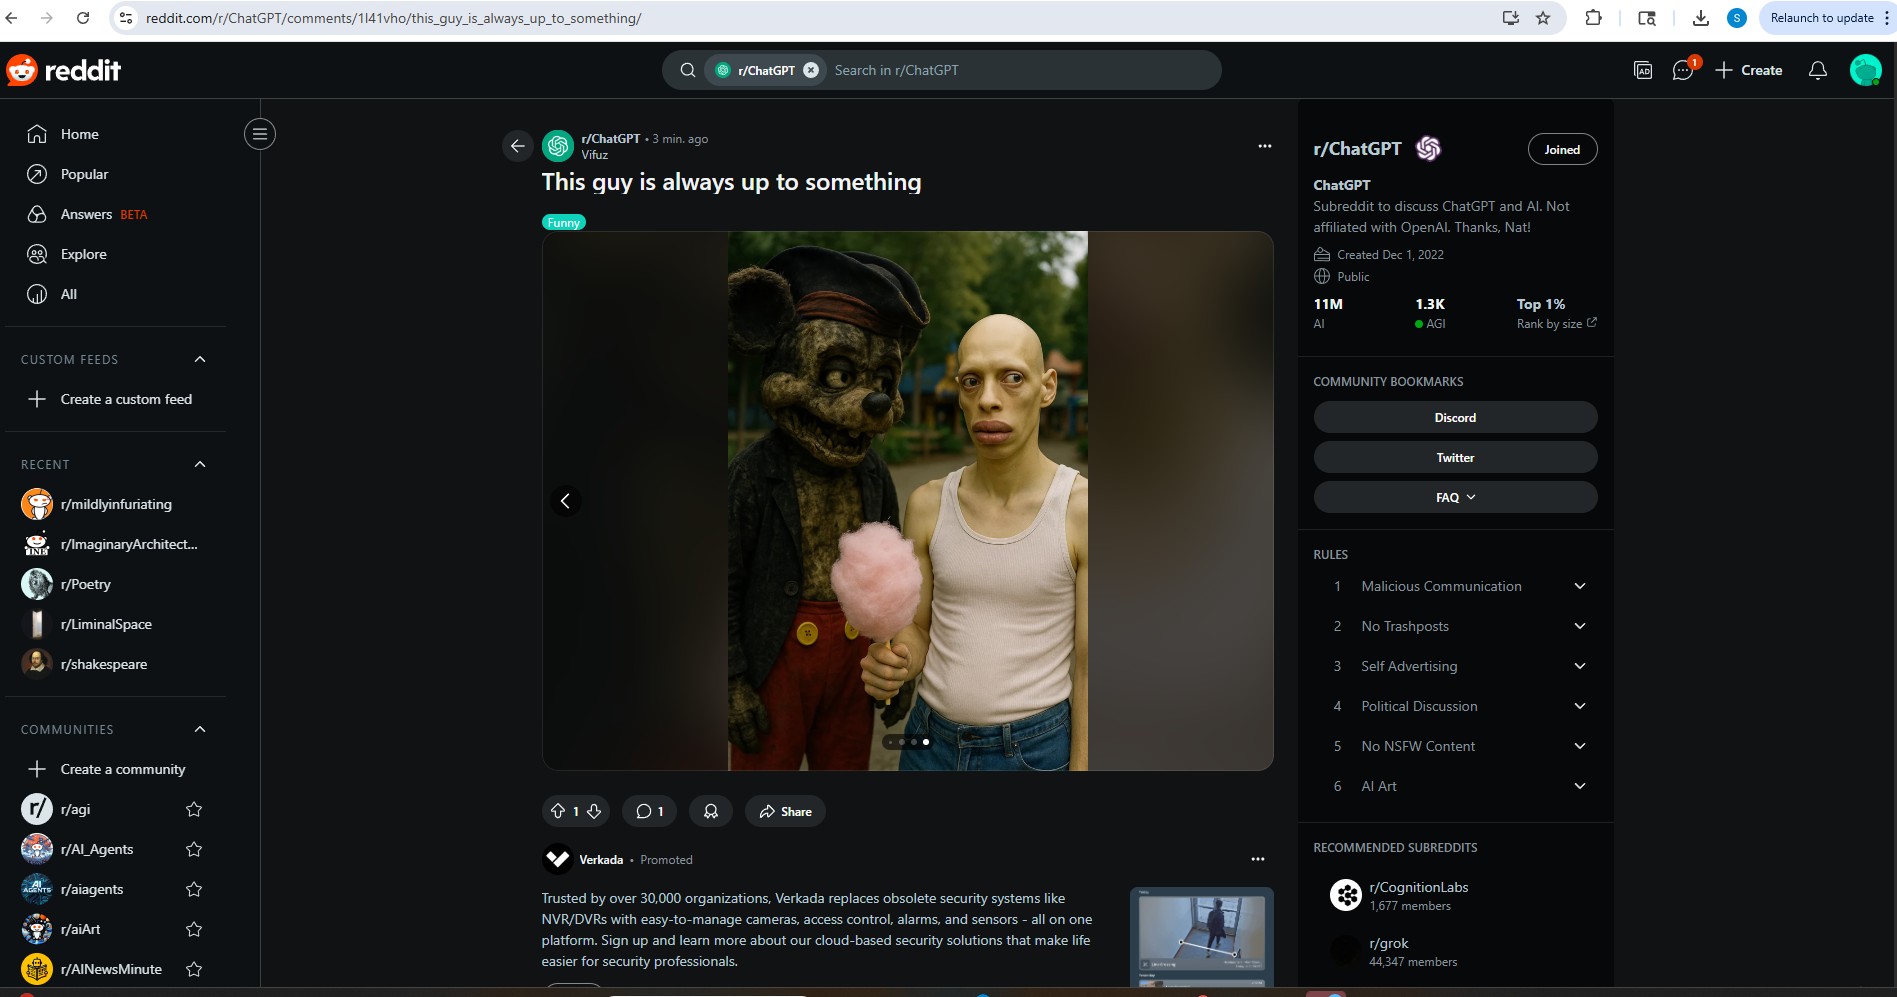 reddit.com/r/ChatGPT/comments/1l41vho/this_guy_is_always_up_to_something/
S
Relaunch to update
reddit
r/ChatGPT
Search in r/ChatGPT
AD
1
Create
Home
Popular
Answers BETA
Explore
All
CUSTOM FEEDS
Create a custom feed
RECENT
r/mildlyinfuriating
r/ImaginaryArchitect...
r/Poetry
r/LiminalSpace
r/shakespeare
COMMUNITIES
Create a community
r/agi
r/AI_Agents
r/aiagents
r/aiArt
r/AINewsMinute
r/ChatGPT • 3 min. ago
Vifuz
This guy is always up to something
Funny
1
1
Share
Verkada • Promoted
Trusted by over 30,000 organizations, Verkada replaces obsolete security systems like
NVR/DVRs with easy-to-manage cameras, access control, alarms, and sensors - all on one
platform. Sign up and learn more about our cloud-based security solutions that make life
easier for security professionals.
r/ChatGPT
Joined
ChatGPT
Subreddit to discuss ChatGPT and AI. Not
affiliated with OpenAI. Thanks, Nat!
Created Dec 1, 2022
Public
11M 1.3K Top 1%
AI AGI Rank by size
COMMUNITY BOOKMARKS
Discord
Twitter
FAQ
RULES
1 Malicious Communication
2 No Trashposts
3 Self Advertising
4 Political Discussion
5 No NSFW Content
6 AI Art
RECOMMENDED SUBREDDITS
r/CognitionLabs
1,677 members
r/grok
44,347 members